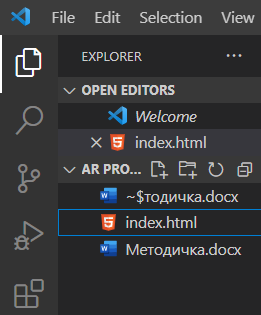 File Edit Selection View
EXPLORER ...
OPEN EDITORS
Welcome
index.html
AR PRO...
~$тодичка.docx
index.html
Методичка.docx